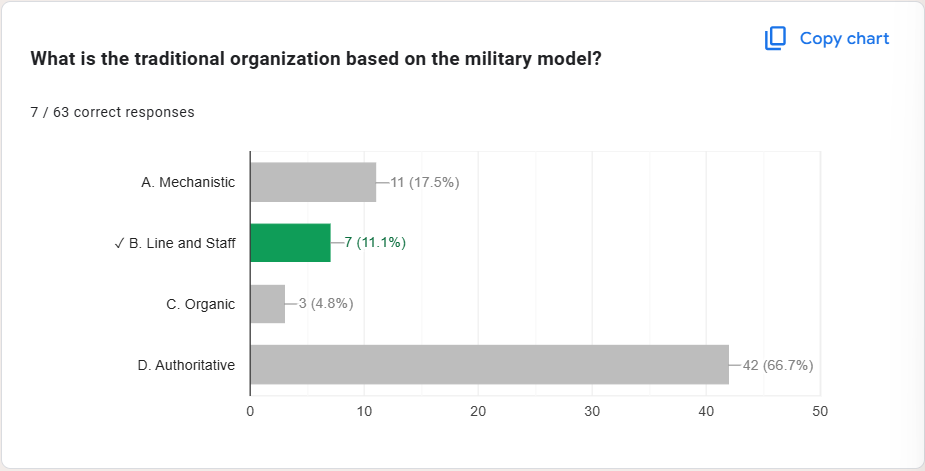 Copy chart
What is the traditional organization based on the military model?
7 / 63 correct responses
A. Mechanistic
11 (17.5%)
✓ B. Line and Staff
7 (11.1%)
C. Organic
3 (4.8%)
D. Authoritative
42 (66.7%)
0 10 20 30 40 50